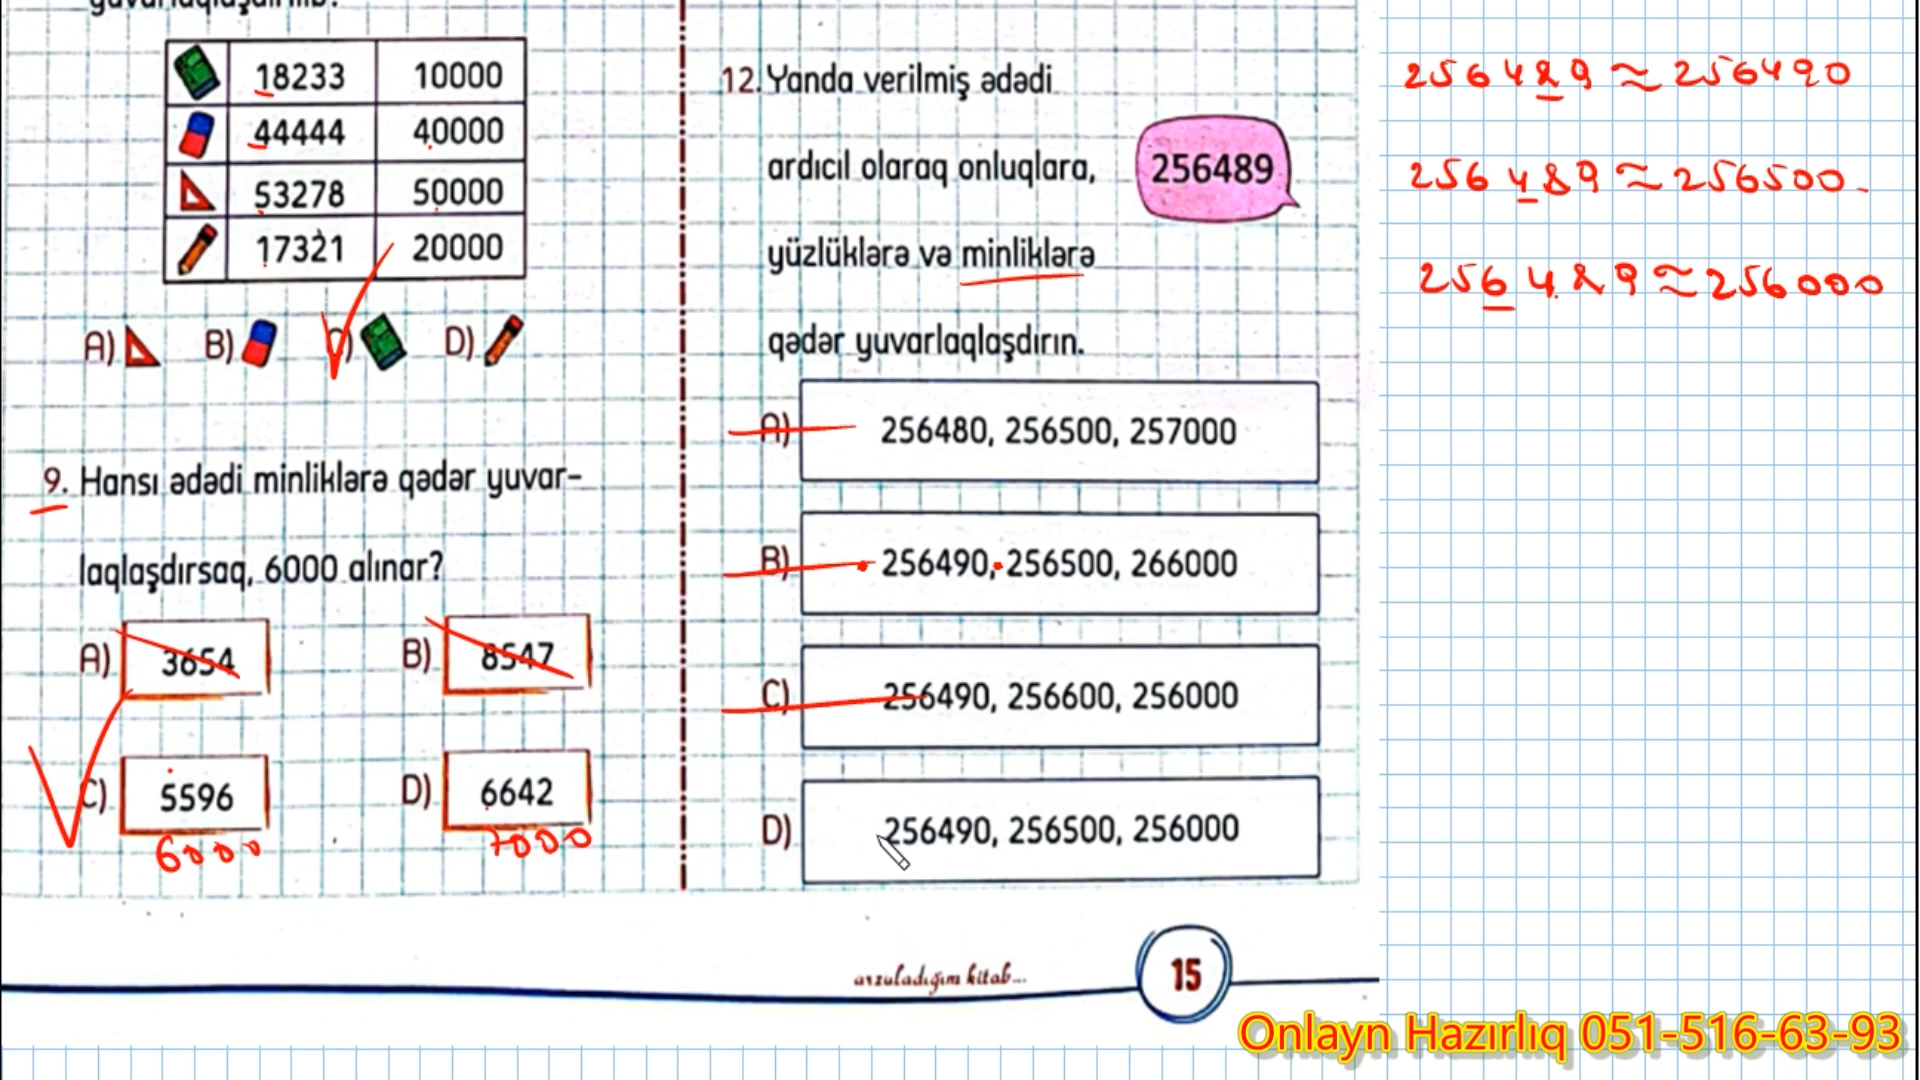 18233 10000
44444 40000
53278 50000
17321 20000
A) B) C) D)
9. Hansı ədədi minliklərə qədər yuvar-
laqlaşdırsaq, 6000 alınar?
A) 3654 B) 8547
C) 5596 D) 6642
6000 7000
12. Yanda verilmiş ədədi
ardıcıl olaraq onluqlara,
256489
yüzlüklərə və minliklərə
qədər yuvarlaqlaşdırın.
A) 256480, 256500, 257000
B) 256490, 256500, 266000
C) 256490, 256600, 256000
D) 256490, 256500, 256000
256489 ≈ 256490
256489 ≈ 256500
256489 ≈ 256000
arzuladığım kitab...
15
Onlayn Hazırlıq 051-516-63-93